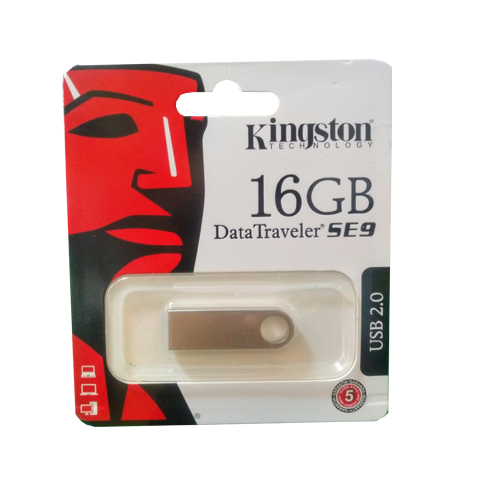 Kingston
TECHNOLOGY
16GB
DataTraveler® SE9
USB 2.0
5
®